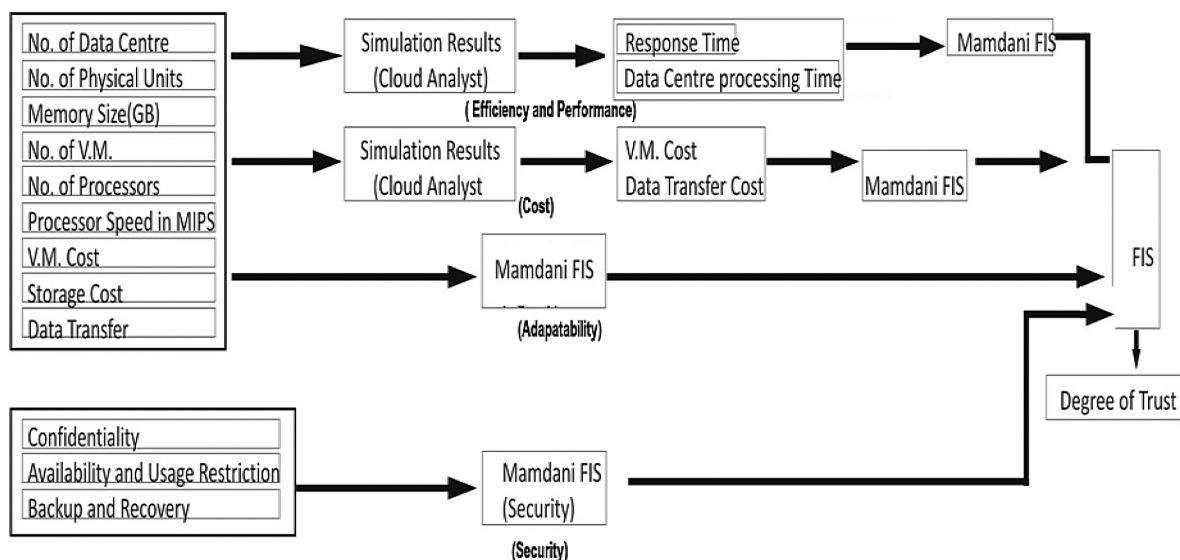 No. of Data Centre
No. of Physical Units
Memory Size(GB)
No. of V.M.
No. of Processors
Processor Speed in MIPS
V.M. Cost
Storage Cost
Data Transfer
Simulation Results
(Cloud Analyst)
Response Time
Data Centre processing Time
Mamdani FIS
( Efficiency and Performance)
Simulation Results
(Cloud Analyst
V.M. Cost
Data Transfer Cost
Mamdani FIS
(Cost)
Mamdani FIS
(Adapatability)
FIS
Degree of Trust
Confidentiality
Availability and Usage Restriction
Backup and Recovery
Mamdani FIS
(Security)
(Security)